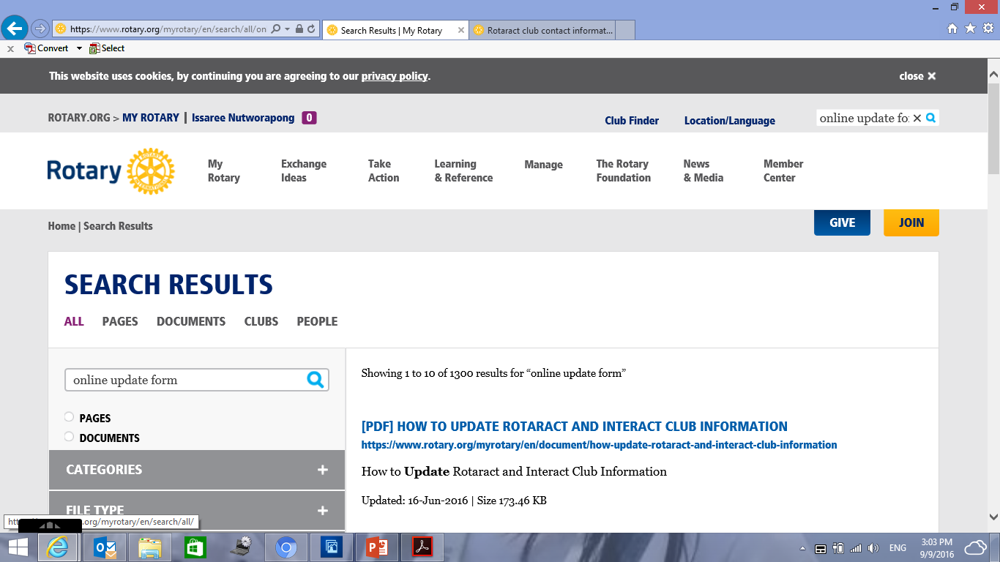 https://www.rotary.org/myrotary/en/search/all/on
Search Results | My Rotary
Rotaract club contact informat...
x Convert Select
This website uses cookies, by continuing you are agreeing to our privacy policy.
close ×
ROTARY.ORG > MY ROTARY | Issaree Nutworapong 0
Club Finder
Location/Language
online update fo
Rotary
My Rotary
Exchange Ideas
Take Action
Learning & Reference
Manage
The Rotary Foundation
News & Media
Member Center
Home | Search Results
GIVE
JOIN
SEARCH RESULTS
ALL PAGES DOCUMENTS CLUBS PEOPLE
online update form
PAGES
DOCUMENTS
CATEGORIES +
FILE TYPE +
Showing 1 to 10 of 1300 results for “online update form”
[PDF] HOW TO UPDATE ROTARACT AND INTERACT CLUB INFORMATION
https://www.rotary.org/myrotary/en/document/how-update-rotaract-and-interact-club-information
How to Update Rotaract and Interact Club Information
Updated: 16-Jun-2016 | Size 173.46 KB
.org/myrotary/en/search/all/
ENG
3:03 PM
9/9/2016